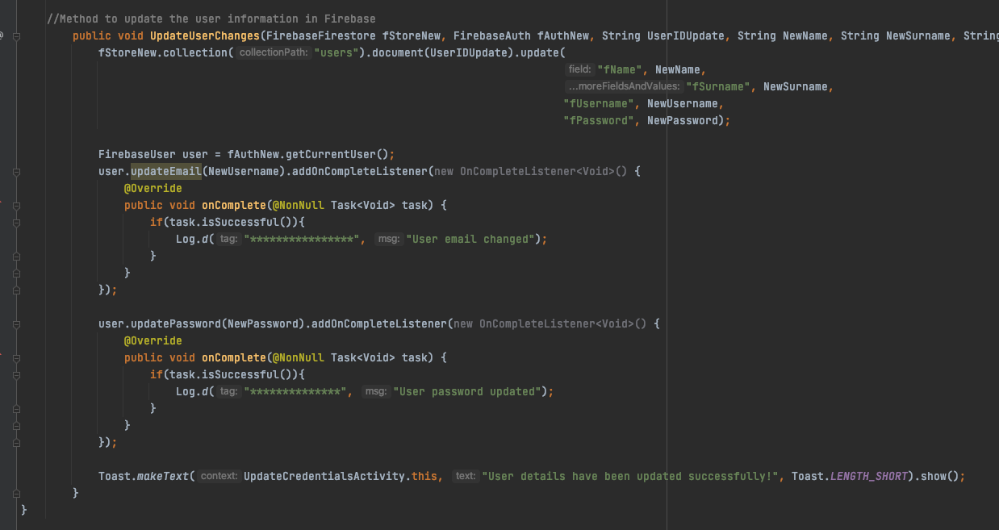 //Method to update the user information in Firebase
public void UpdateUserChanges(FirebaseFirestore fStoreNew, FirebaseAuth fAuthNew, String UserIDUpdate, String NewName, String NewSurname, String
fStoreNew.collection( collectionPath: "users").document(UserIDUpdate).update(
field: "fName", NewName,
...moreFieldsAndValues: "fSurname", NewSurname,
"fUsername", NewUsername,
"fPassword", NewPassword);
FirebaseUser user = fAuthNew.getCurrentUser();
user.updateEmail(NewUsername).addOnCompleteListener(new OnCompleteListener<Void>() {
@Override
public void onComplete(@NonNull Task<Void> task) {
if(task.isSuccessful()){
Log.d( tag: "****************", msg: "User email changed");
}
}
});
user.updatePassword(NewPassword).addOnCompleteListener(new OnCompleteListener<Void>() {
@Override
public void onComplete(@NonNull Task<Void> task) {
if(task.isSuccessful()){
Log.d( tag: "**************", msg: "User password updated");
}
}
});
Toast.makeText( context: UpdateCredentialsActivity.this, text: "User details have been updated successfully!", Toast.LENGTH_SHORT).show();
}
}